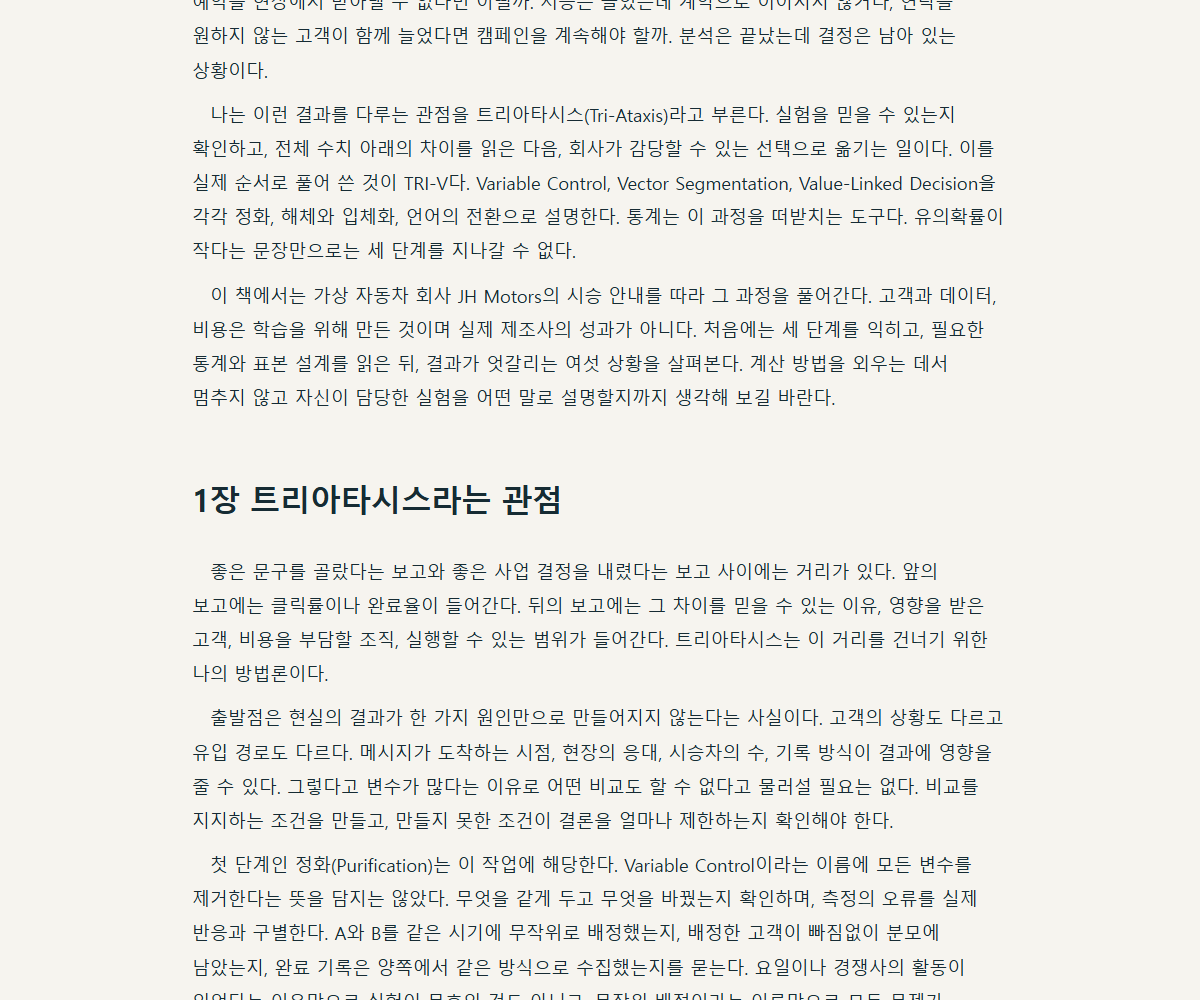 예약을 현장에서 받아낼 수 없다면 어떨까. 시승은 늘었는데 계약으로 이어지지 않거나, 연락을
원하지 않는 고객이 함께 늘었다면 캠페인을 계속해야 할까. 분석은 끝났는데 결정은 남아 있는
상황이다.
나는 이런 결과를 다루는 관점을 트리아타시스(Tri-Ataxis)라고 부른다. 실험을 믿을 수 있는지
확인하고, 전체 수치 아래의 차이를 읽은 다음, 회사가 감당할 수 있는 선택으로 옮기는 일이다. 이를
실제 순서로 풀어 쓴 것이 TRI-V다. Variable Control, Vector Segmentation, Value-Linked Decision을
각각 정화, 해체와 입체화, 언어의 전환으로 설명한다. 통계는 이 과정을 떠받치는 도구다. 유의확률이
작다는 문장만으로는 세 단계를 지나갈 수 없다.
이 책에서는 가상 자동차 회사 JH Motors의 시승 안내를 따라 그 과정을 풀어간다. 고객과 데이터,
비용은 학습을 위해 만든 것이며 실제 제조사의 성과가 아니다. 처음에는 세 단계를 익히고, 필요한
통계와 표본 설계를 읽은 뒤, 결과가 엇갈리는 여섯 상황을 살펴본다. 계산 방법을 외우는 데서
멈추지 않고 자신이 담당한 실험을 어떤 말로 설명할지까지 생각해 보길 바란다.
1장 트리아타시스라는 관점
좋은 문구를 골랐다는 보고와 좋은 사업 결정을 내렸다는 보고 사이에는 거리가 있다. 앞의
보고에는 클릭률이나 완료율이 들어간다. 뒤의 보고에는 그 차이를 믿을 수 있는 이유, 영향을 받은
고객, 비용을 부담할 조직, 실행할 수 있는 범위가 들어간다. 트리아타시스는 이 거리를 건너기 위한
나의 방법론이다.
출발점은 현실의 결과가 한 가지 원인만으로 만들어지지 않는다는 사실이다. 고객의 상황도 다르고
유입 경로도 다르다. 메시지가 도착하는 시점, 현장의 응대, 시승차의 수, 기록 방식이 결과에 영향을
줄 수 있다. 그렇다고 변수가 많다는 이유로 어떤 비교도 할 수 없다고 물러설 필요는 없다. 비교를
지지하는 조건을 만들고, 만들지 못한 조건이 결론을 얼마나 제한하는지 확인해야 한다.
첫 단계인 정화(Purification)는 이 작업에 해당한다. Variable Control이라는 이름에 모든 변수를
제거한다는 뜻을 담지는 않았다. 무엇을 같게 두고 무엇을 바꿨는지 확인하며, 측정의 오류를 실제
반응과 구별한다. A와 B를 같은 시기에 무작위로 배정했는지, 배정한 고객이 빠짐없이 분모에
남았는지, 완료 기록은 양쪽에서 같은 방식으로 수집했는지를 묻는다. 요일이나 경쟁사의 활동이